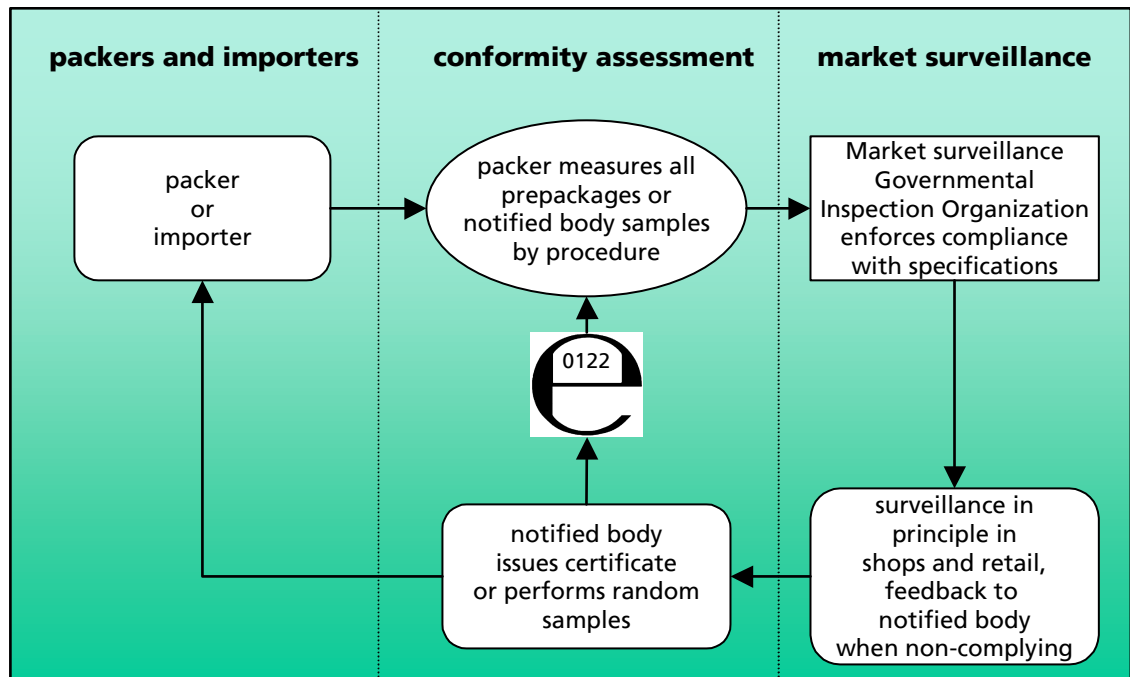 packers and importers
conformity assessment
market surveillance
packer
or
importer
packer measures all
prepackages or
notified body samples
by procedure
Market surveillance
Governmental
Inspection Organization
enforces compliance
with specifications
0122
e
notified body
issues certificate
or performs random
samples
surveillance in
principle in
shops and retail,
feedback to
notified body
when non-complying